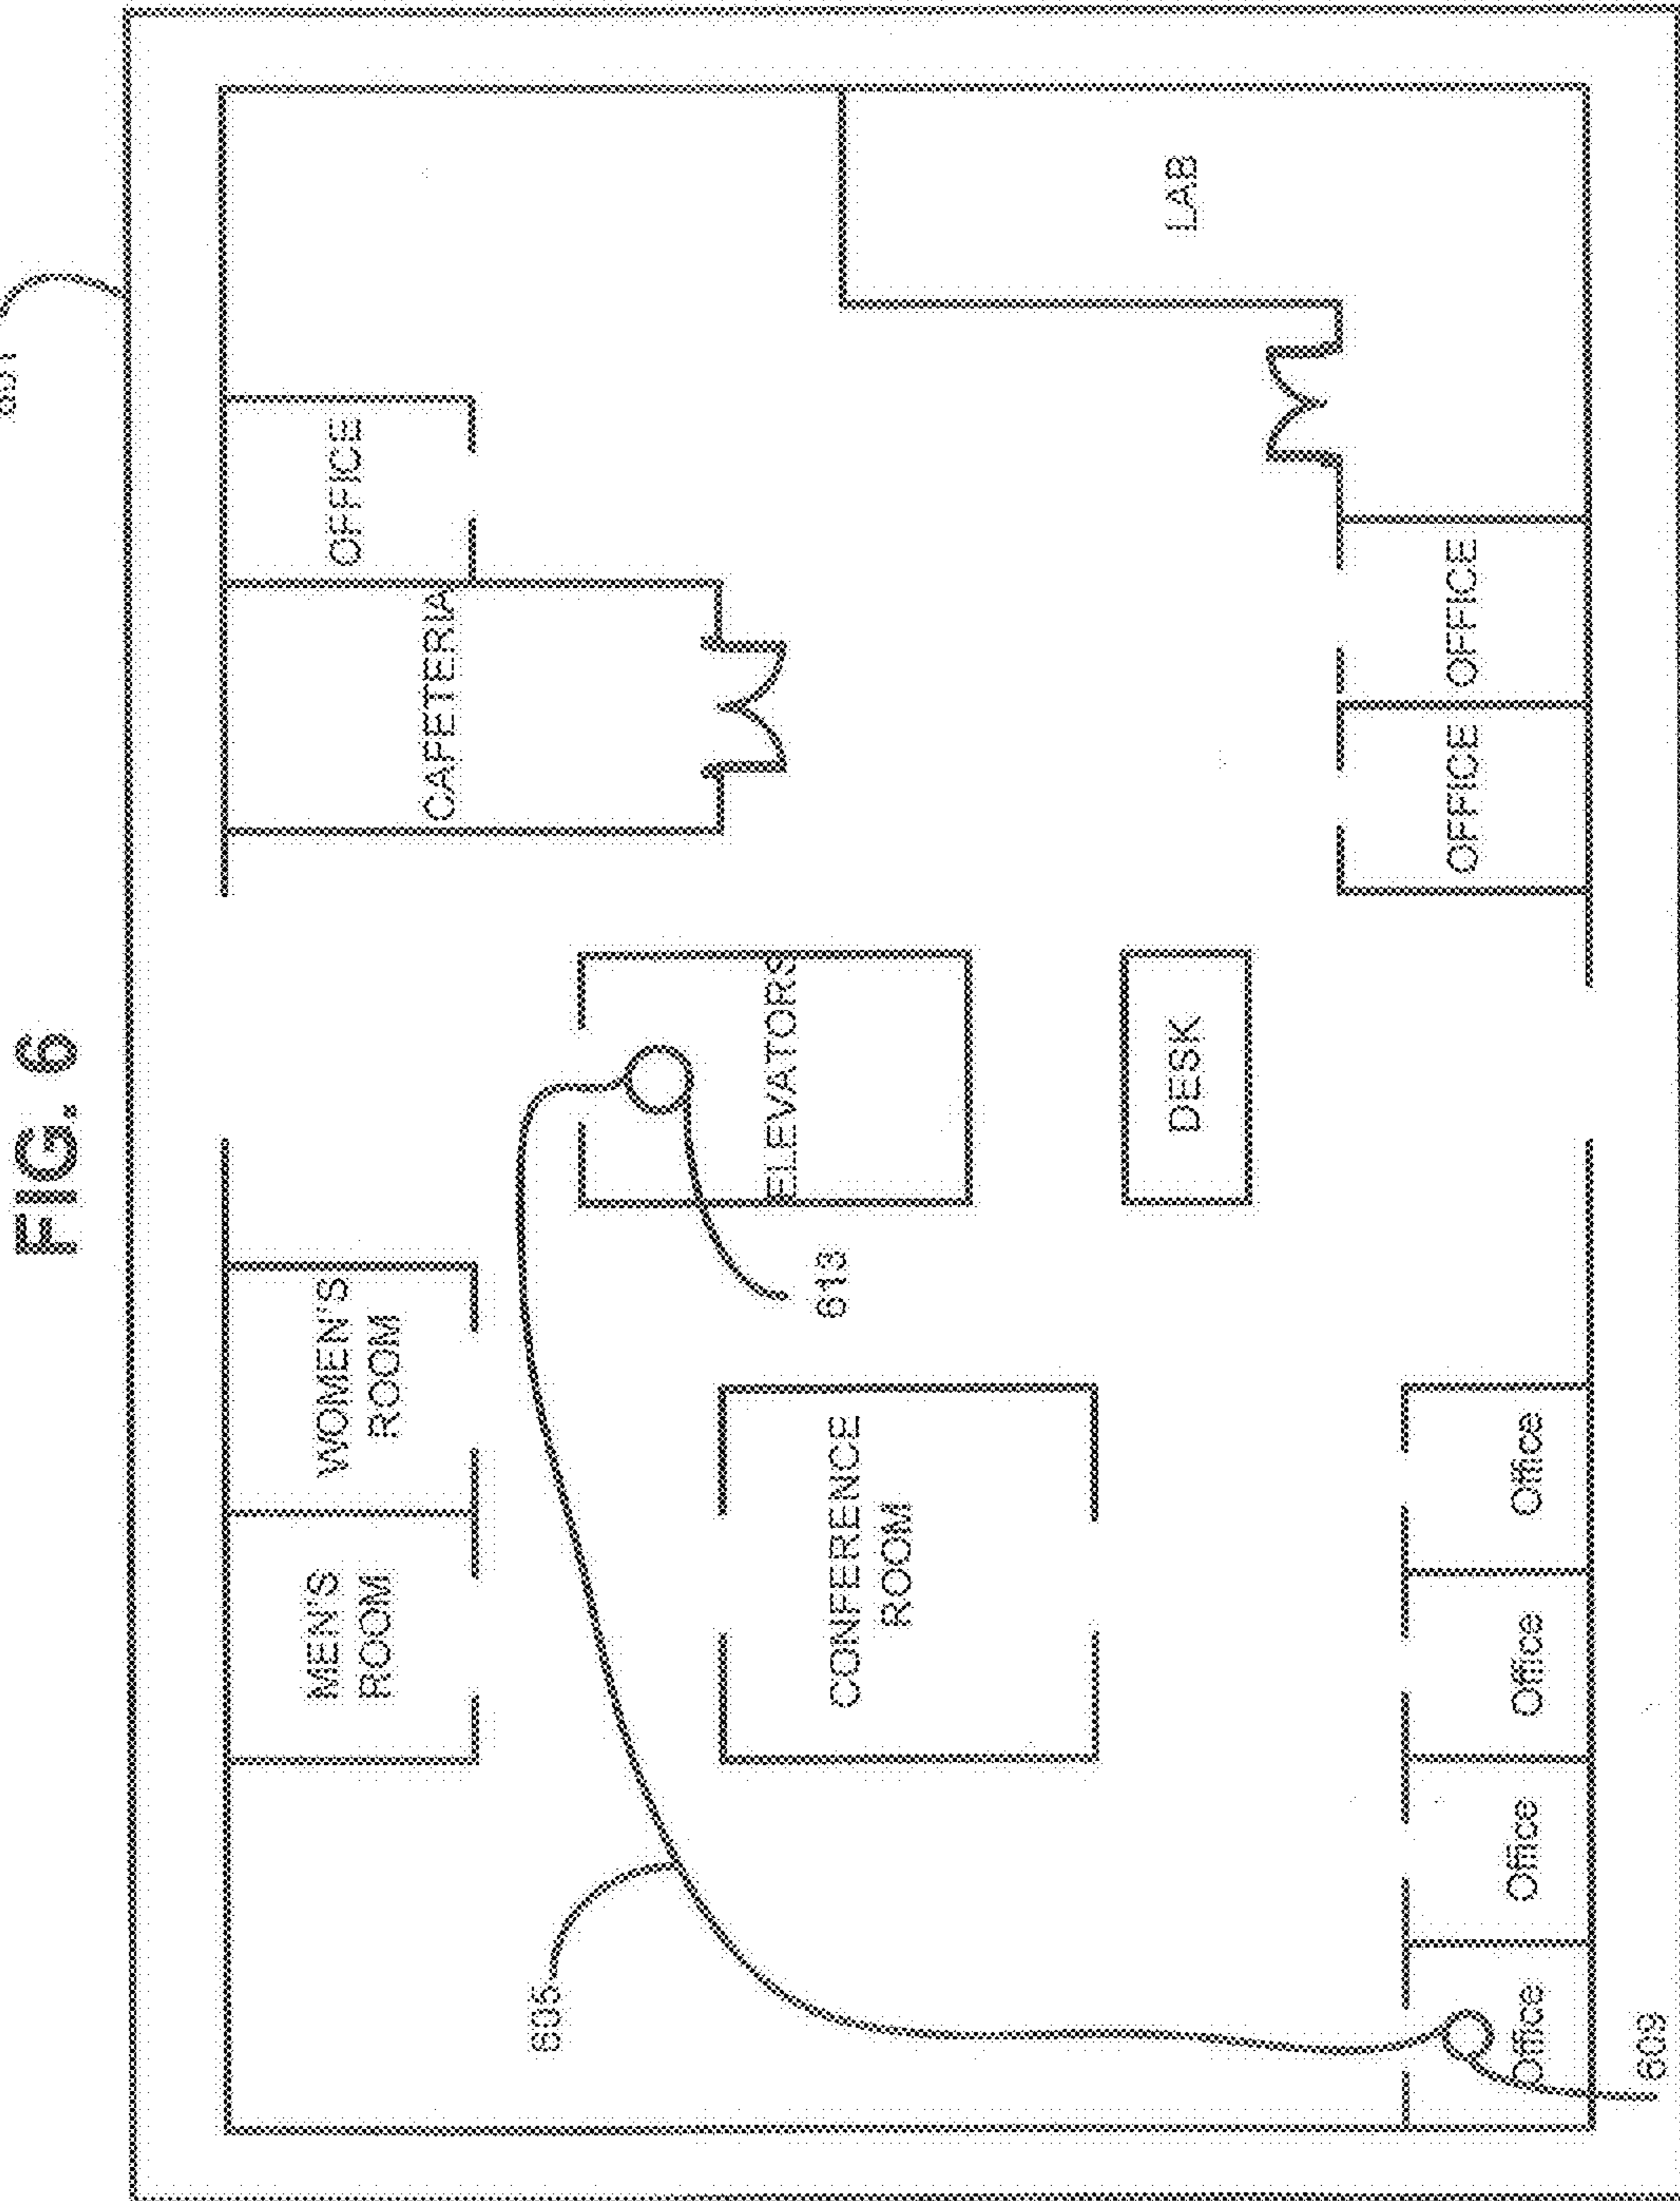 FIG. 6
MEN'S
ROOM
WOMEN'S
ROOM
CAFETERIA
OFFICE
605
613
ELEVATORS
CONFERENCE
ROOM
DESK
LAB
Office
Office
Office
Office
OFFICE
OFFICE
609